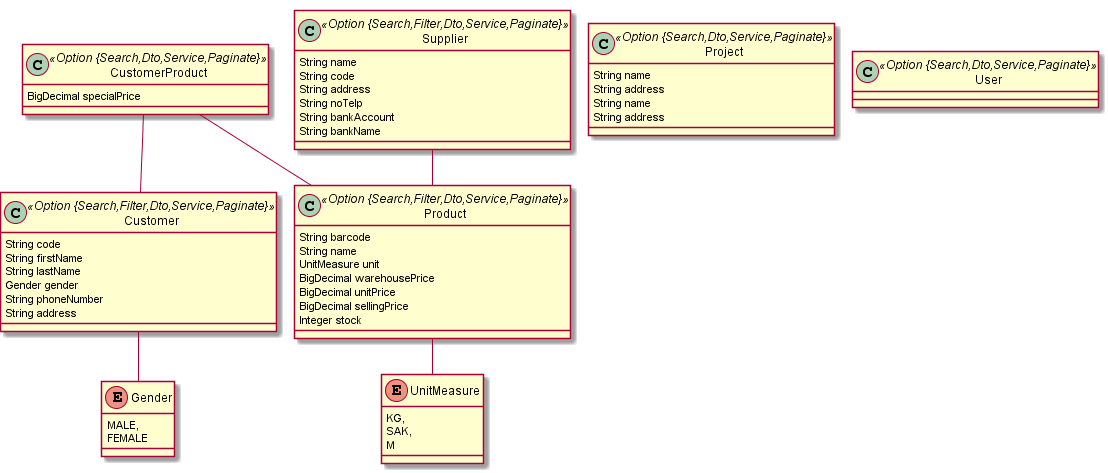 C «Option {Search,Dto,Service,Paginate}»
CustomerProduct
BigDecimal specialPrice
C «Option {Search,Filter,Dto,Service,Paginate}»
Supplier
String name
String code
String address
String noTelp
String bankAccount
String bankName
C «Option {Search,Dto,Service,Paginate}»
Project
String name
String address
String name
String address
C «Option {Search,Dto,Service,Paginate}»
User
C «Option {Search,Filter,Dto,Service,Paginate}»
Customer
String code
String firstName
String lastName
Gender gender
String phoneNumber
String address
C «Option {Search,Filter,Dto,Service,Paginate}»
Product
String barcode
String name
UnitMeasure unit
BigDecimal warehousePrice
BigDecimal unitPrice
BigDecimal sellingPrice
Integer stock
E Gender
MALE,
FEMALE
E UnitMeasure
KG,
SAK,
M